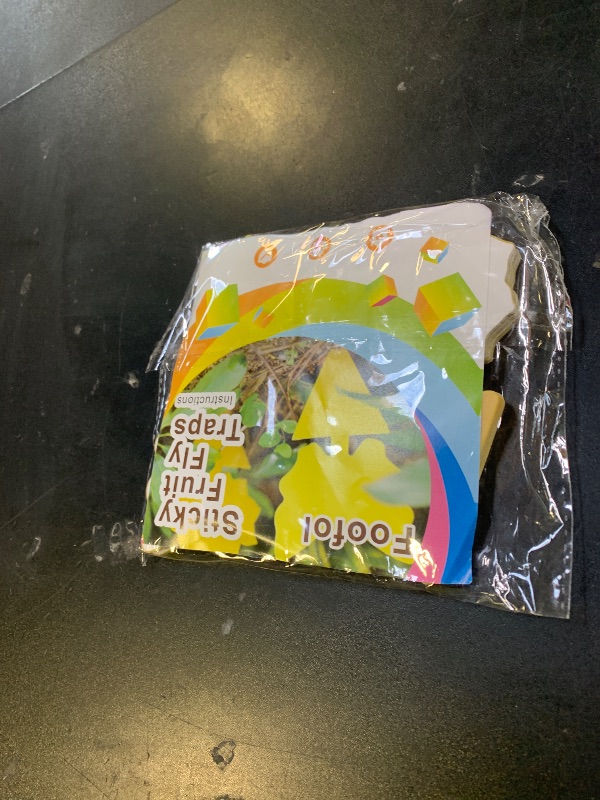 Foofol
Sticky
Fruit
Fly
Traps
Instructions